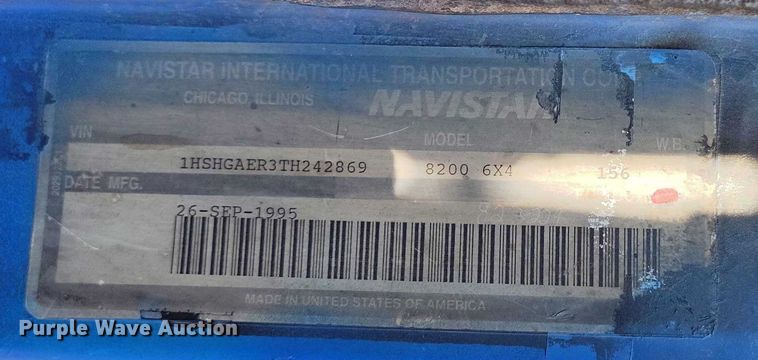 NAVISTAR INTERNATIONAL TRANSPORTATION
CHICAGO, ILLINOIS
NAVISTAR
VIN MODEL W.B.
1HSHGAER3TH242869 8200 6X4 156
DATE MFG.
26-SEP-1995
MADE IN UNITED STATES OF AMERICA
Purple Wave Auction